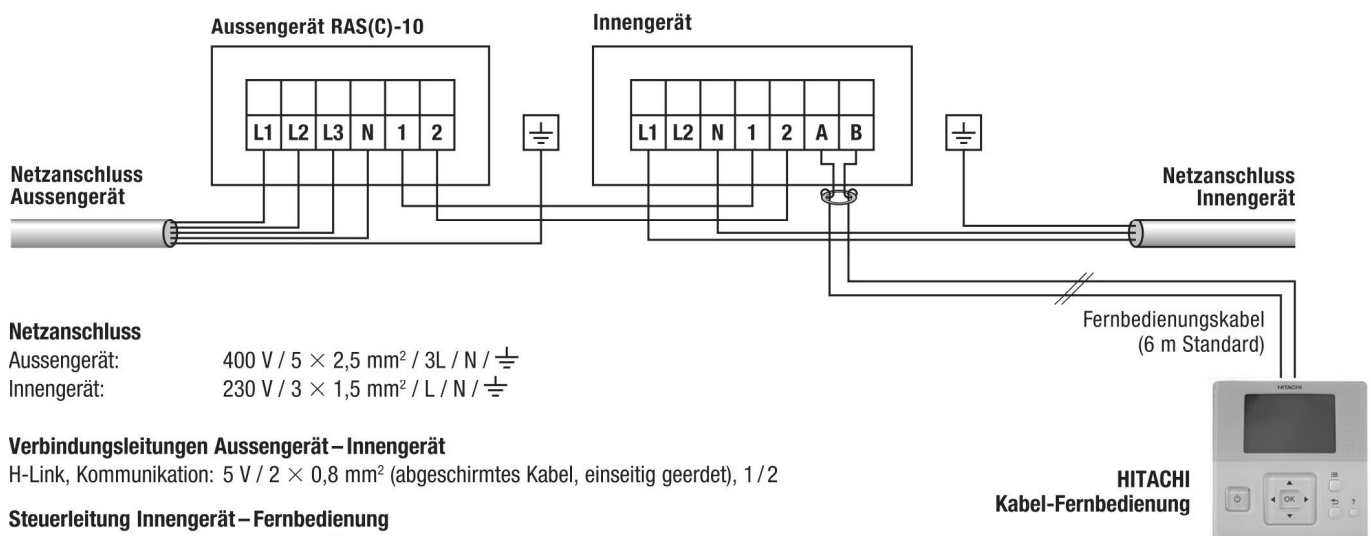 Aussengerät RAS(C)-10
Innengerät
L1 L2 L3 N 1 2
L1 L2 N 1 2 A B
Netzanschluss
Aussengerät
Netzanschluss
Innengerät
Fernbedienungskabel
(6 m Standard)
Netzanschluss
Aussengerät: 400 V / 5 × 2,5 mm² / 3L / N / ⏚
Innengerät: 230 V / 3 × 1,5 mm² / L / N / ⏚
Verbindungsleitungen Aussengerät – Innengerät
H-Link, Kommunikation: 5 V / 2 × 0,8 mm² (abgeschirmtes Kabel, einseitig geerdet), 1 / 2
Steuerleitung Innengerät – Fernbedienung
HITACHI
Kabel-Fernbedienung
HITACHI
OK
?